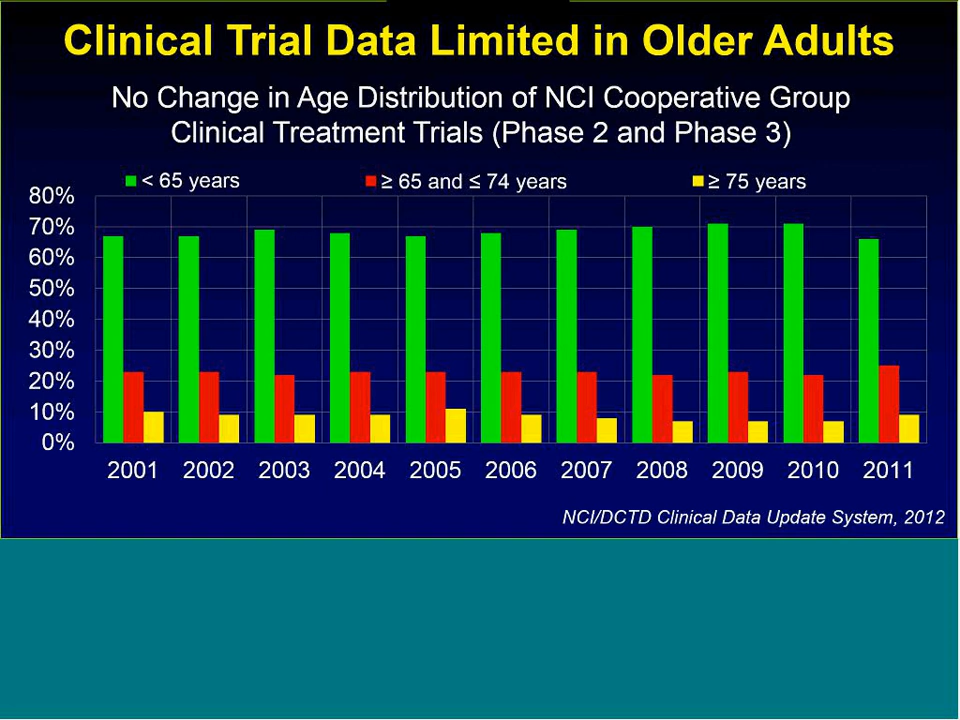 Clinical Trial Data Limited in Older Adults
No Change in Age Distribution of NCI Cooperative Group
Clinical Treatment Trials (Phase 2 and Phase 3)
< 65 years ≥ 65 and ≤ 74 years ≥ 75 years
80%
70%
60%
50%
40%
30%
20%
10%
0%
2001 2002 2003 2004 2005 2006 2007 2008 2009 2010 2011
NCI/DCTD Clinical Data Update System, 2012